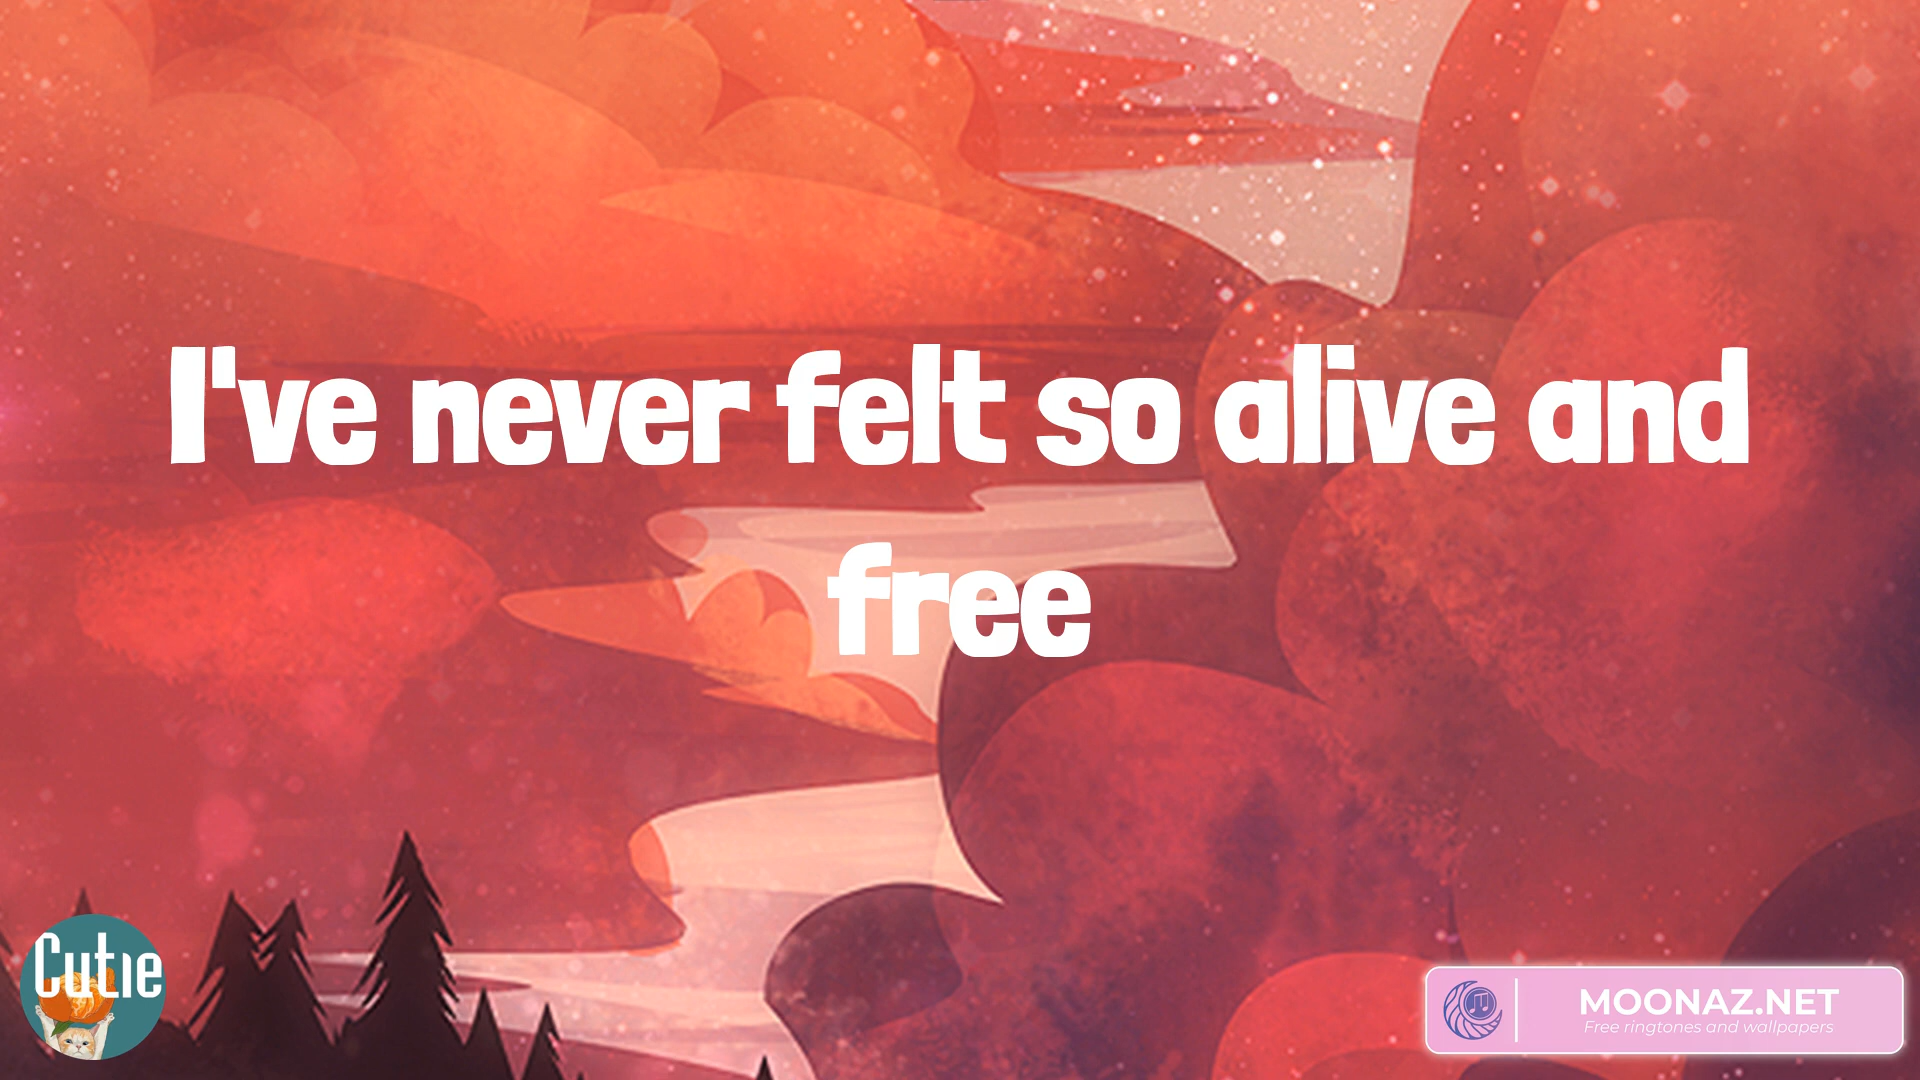 I've never felt so alive and
free
Cutie
MOONAZ.NET
Free ringtones and wallpapers